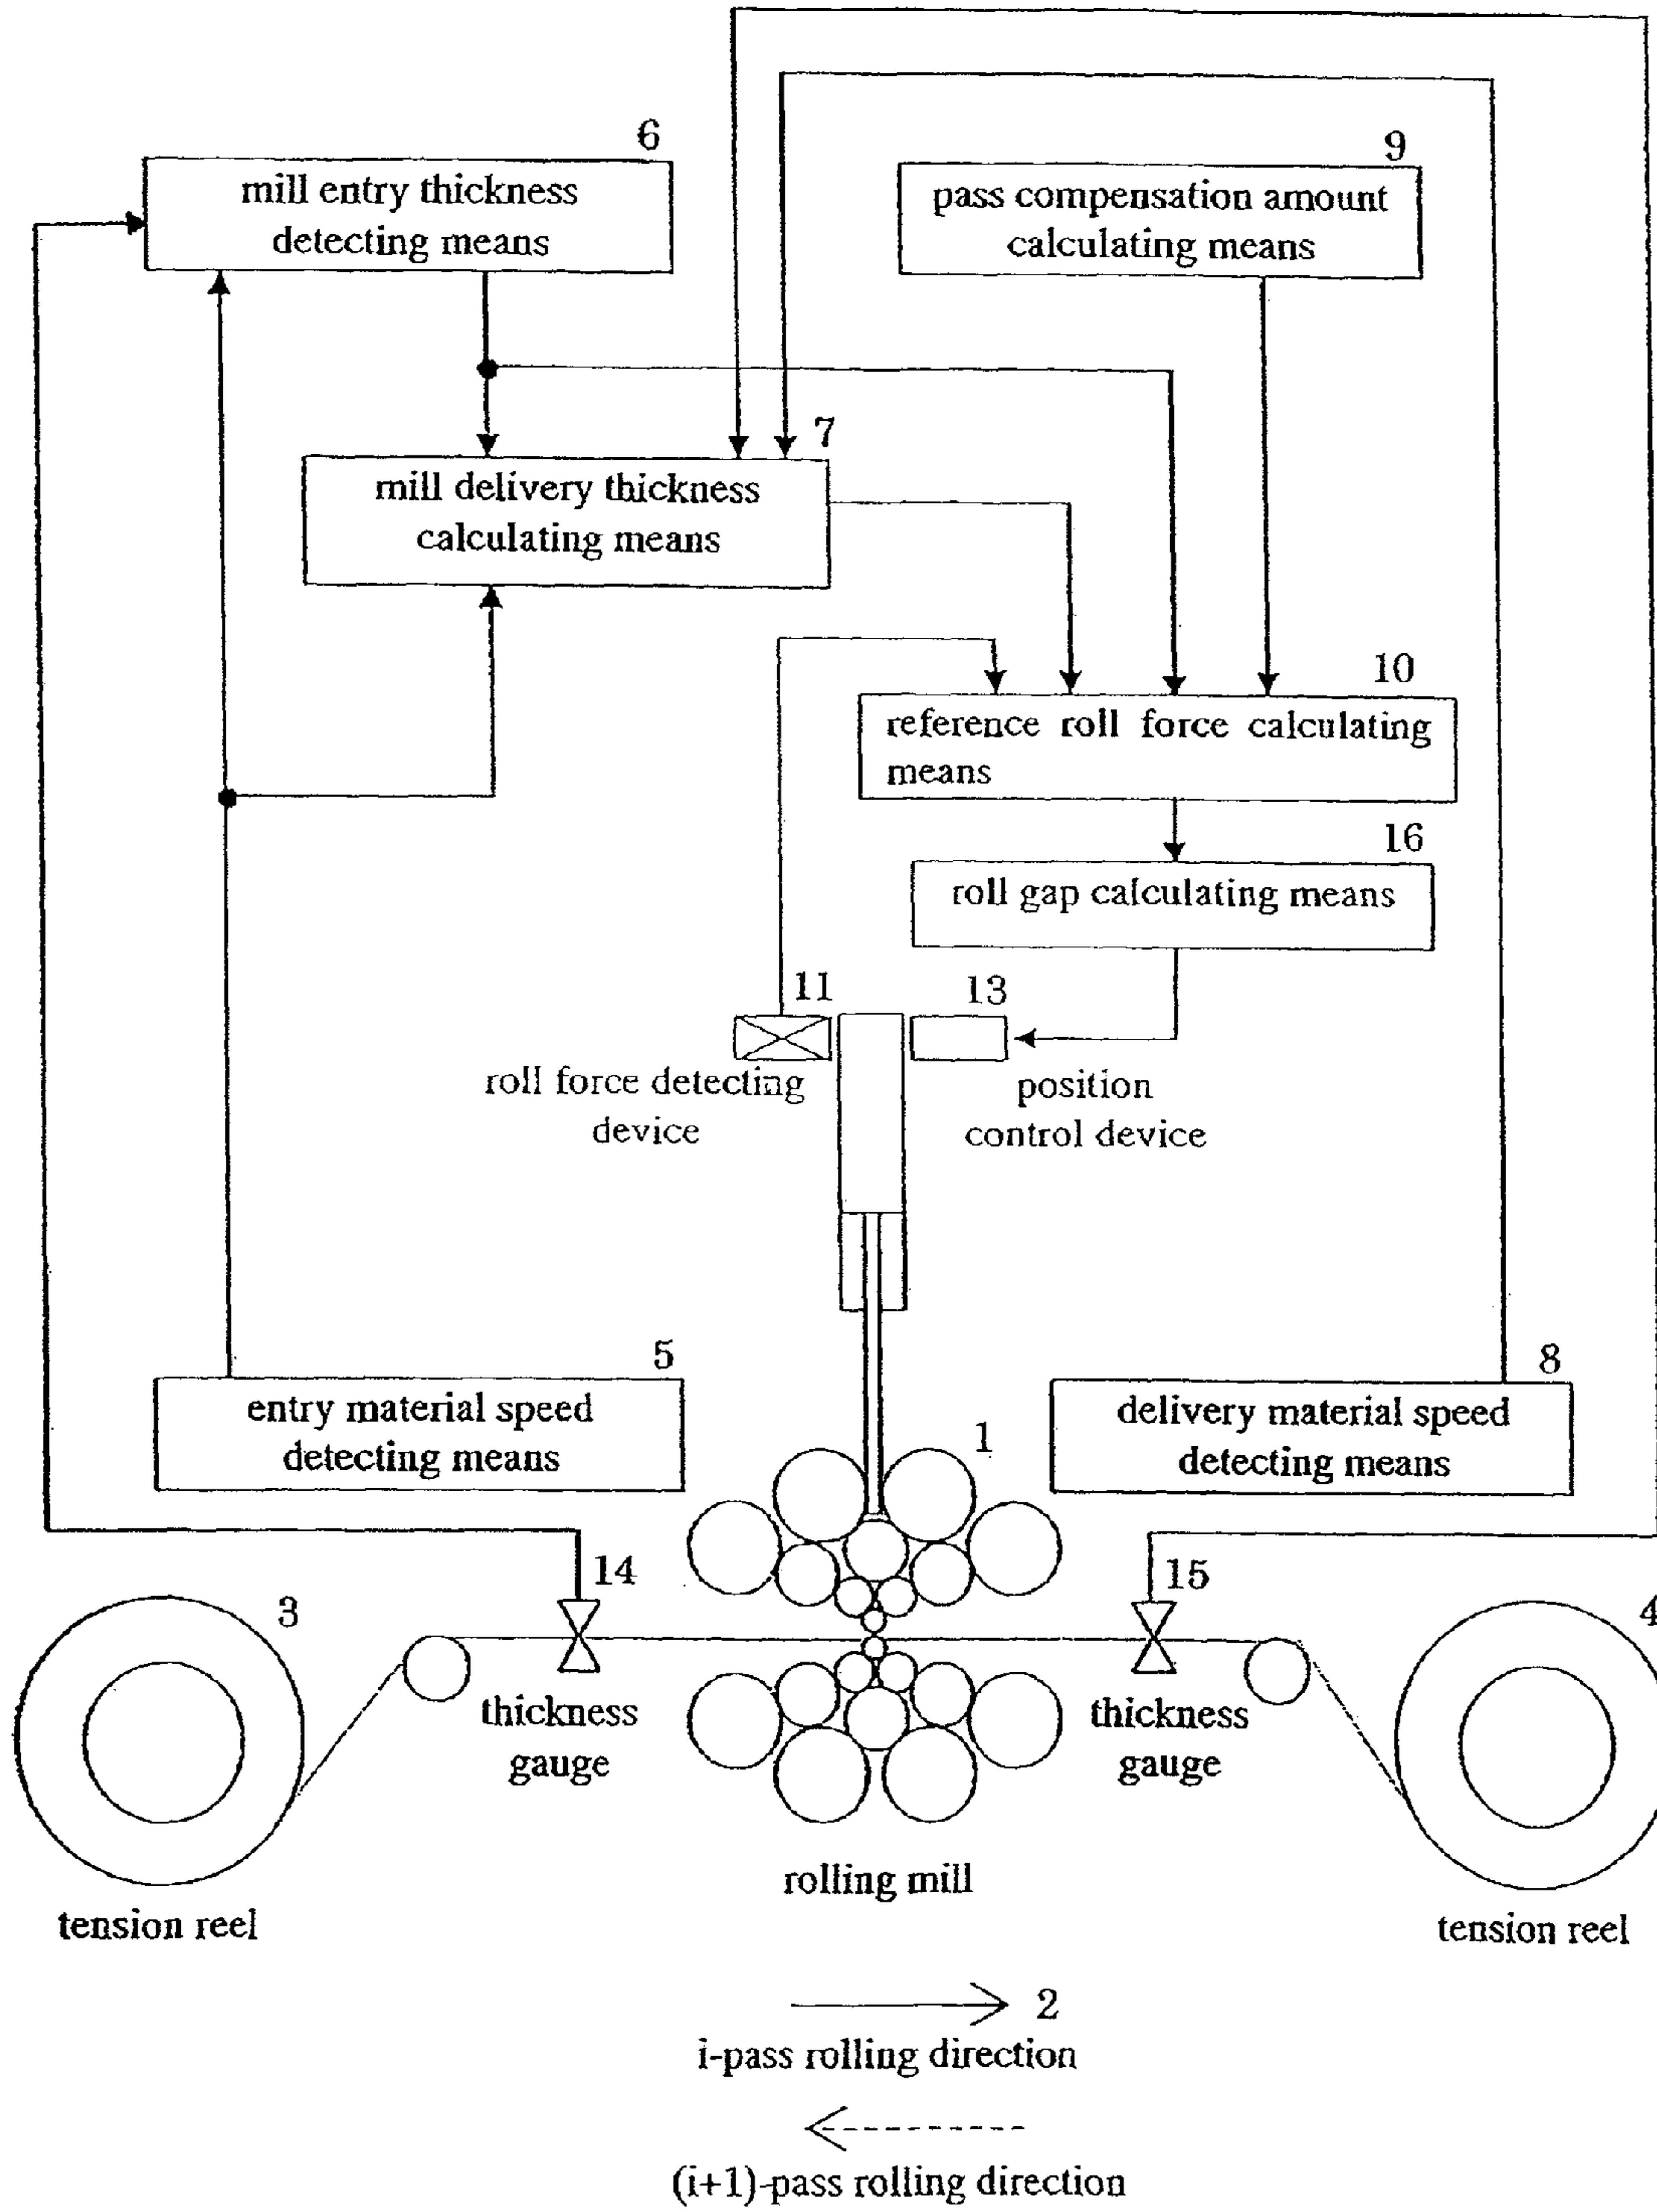 6
mill entry thickness
detecting means
9
pass compensation amount
calculating means
7
mill delivery thickness
calculating means
10
reference roll force calculating
means
16
roll gap calculating means
11
13
roll force detecting
device
position
control device
5
entry material speed
detecting means
8
delivery material speed
detecting means
1
14
15
3
4
thickness
gauge
thickness
gauge
rolling mill
tension reel
tension reel
2
i-pass rolling direction
(i+1)-pass rolling direction